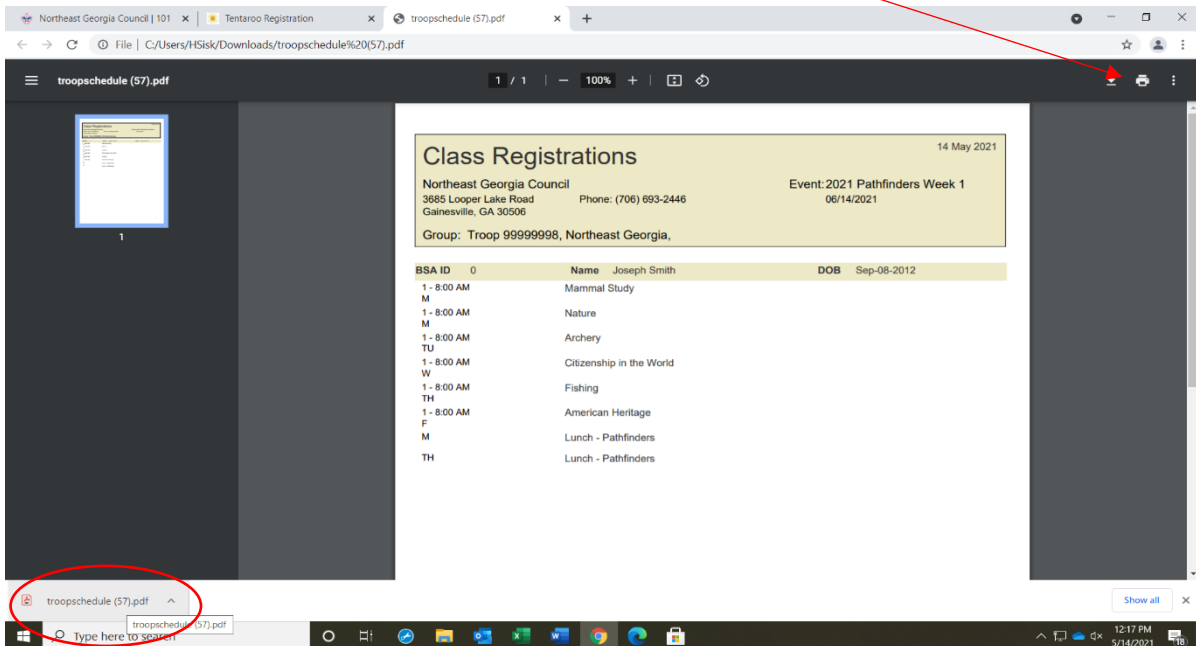 Northeast Georgia Council | 101
Tentaroo Registration
troopschedule (57).pdf
File | C:/Users/HSisk/Downloads/troopschedule%20(57).pdf
troopschedule (57).pdf
1 / 1
100%
1
Class Registrations
14 May 2021
Northeast Georgia Council
Event:2021 Pathfinders Week 1
3685 Looper Lake Road Phone: (706) 693-2446 06/14/2021
Gainesville, GA 30506
Group: Troop 99999998, Northeast Georgia,
BSA ID 0 Name Joseph Smith DOB Sep-08-2012
1 - 8:00 AM Mammal Study
M
1 - 8:00 AM Nature
M
1 - 8:00 AM Archery
TU
1 - 8:00 AM Citizenship in the World
W
1 - 8:00 AM Fishing
TH
1 - 8:00 AM American Heritage
F
M Lunch - Pathfinders
TH Lunch - Pathfinders
troopschedule (57).pdf
Show all
troopschedule (57).pdf
Type here to search
12:17 PM
5/14/2021
18